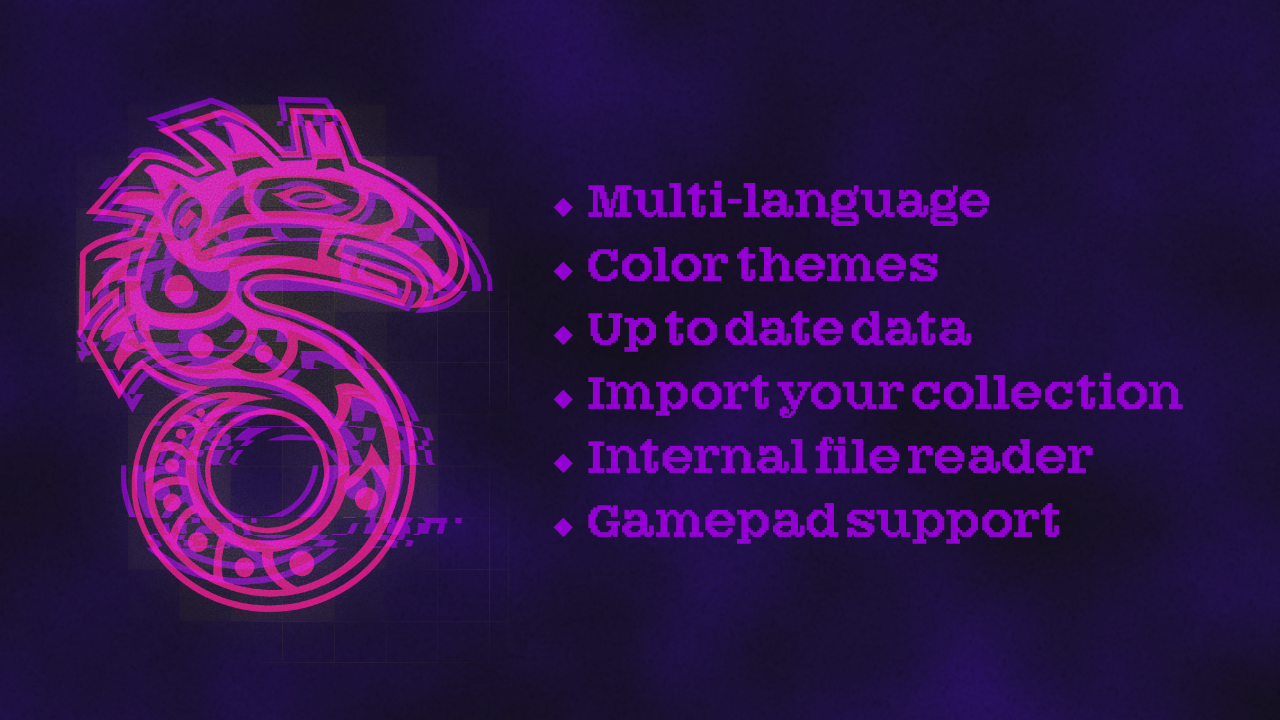 Multi-language
Color themes
Up to date data
Import your collection
Internal file reader
Gamepad support